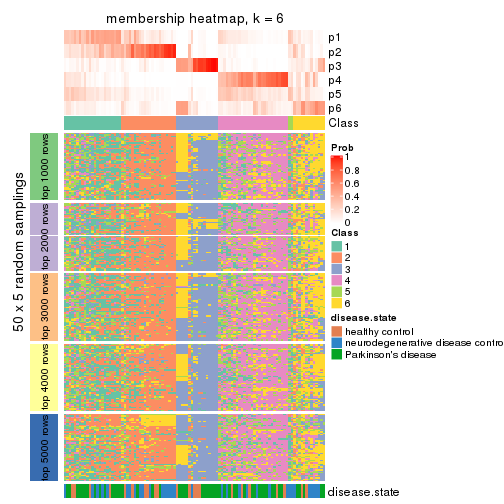 membership heatmap, k = 6
p1
p2
p3
p4
p5
p6
Class
50 x 5 random samplings
top 1000 rows
top 2000 rows
top 3000 rows
top 4000 rows
top 5000 rows
disease.state
Prob
1
0.8
0.6
0.4
0.2
0
Class
1
2
3
4
5
6
disease.state
healthy control
neurodegenerative disease contro
Parkinson's disease